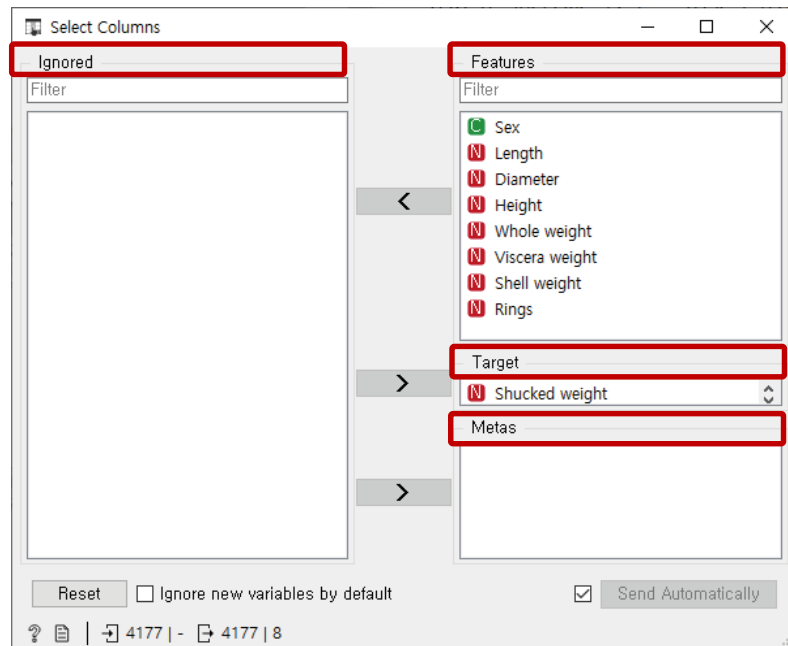 Select Columns
Ignored
Filter
<
>
>
Features
Filter
C Sex
N Length
N Diameter
N Height
N Whole weight
N Viscera weight
N Shell weight
N Rings
Target
N Shucked weight
Metas
Reset
Ignore new variables by default
Send Automatically
? 4177 | - 4177 | 8